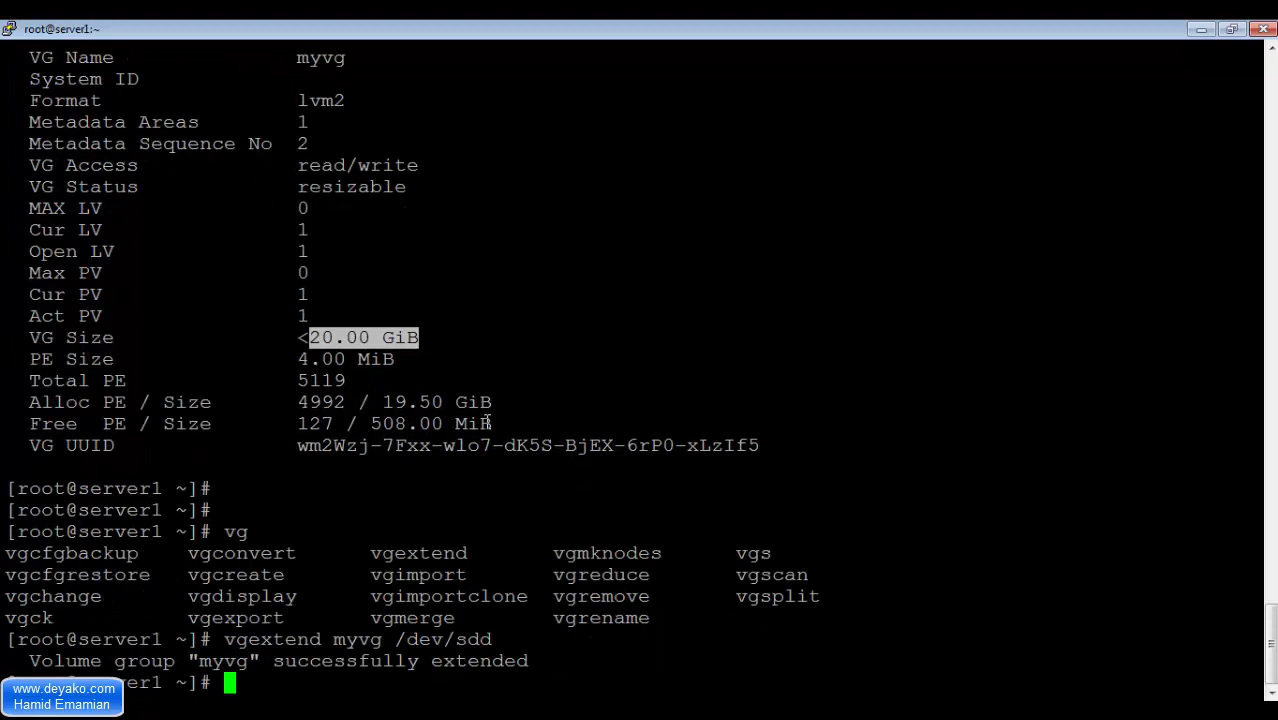 root@server1:~
VG Name myvg
System ID
Format lvm2
Metadata Areas 1
Metadata Sequence No 2
VG Access read/write
VG Status resizable
MAX LV 0
Cur LV 1
Open LV 1
Max PV 0
Cur PV 1
Act PV 1
VG Size <20.00 GiB
PE Size 4.00 MiB
Total PE 5119
Alloc PE / Size 4992 / 19.50 GiB
Free PE / Size 127 / 508.00 MiB
VG UUID wm2Wzj-7Fxx-wlo7-dK5S-BjEX-6rP0-xLzIf5
[root@server1 ~]#
[root@server1 ~]#
[root@server1 ~]# vg
vgcfgbackup vgconvert vgextend vgmknodes vgs
vgcfgrestore vgcreate vgimport vgreduce vgscan
vgchange vgdisplay vgimportclone vgremove vgsplit
vgck vgexport vgmerge vgrename
[root@server1 ~]# vgextend myvg /dev/sdd
Volume group "myvg" successfully extended
server1 ~]#
www.deyako.com
Hamid Emamian